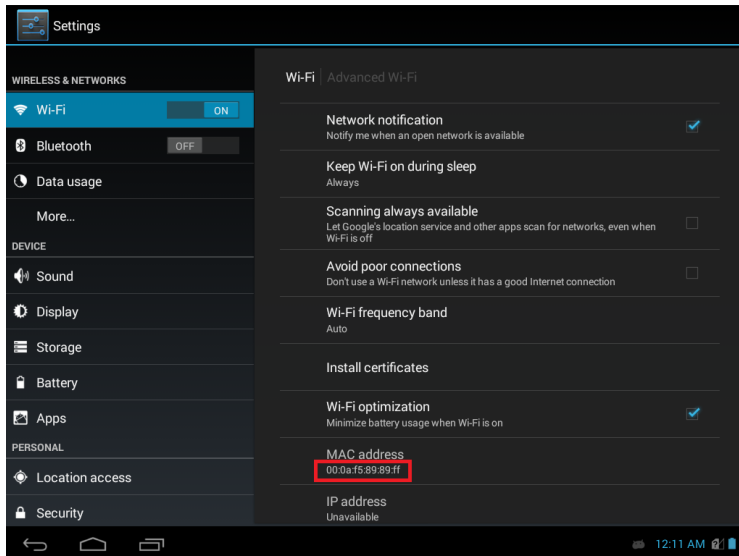 Settings
WIRELESS & NETWORKS
Wi-Fi
ON
Bluetooth
OFF
Data usage
More...
DEVICE
Sound
Display
Storage
Battery
Apps
PERSONAL
Location access
Security
Wi-Fi Advanced Wi-Fi
Network notification
Notify me when an open network is available
Keep Wi-Fi on during sleep
Always
Scanning always available
Let Google's location service and other apps scan for networks, even when
Wi-Fi is off
Avoid poor connections
Don't use a Wi-Fi network unless it has a good Internet connection
Wi-Fi frequency band
Auto
Install certificates
Wi-Fi optimization
Minimize battery usage when Wi-Fi is on
MAC address
00:0a:f5:89:89:ff
IP address
Unavailable
12:11 AM